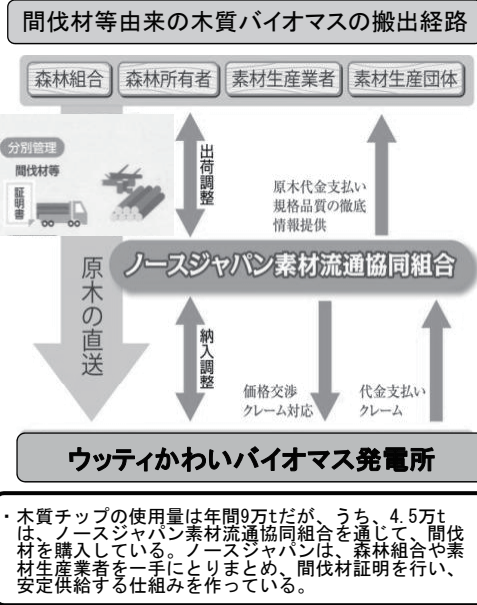 間伐材等由来の木質バイオマスの搬出経路
森林組合
森林所有者
素材生産業者
素材生産団体
分別管理
間伐材等
証明書
出荷調整
原木代金支払い
規格品質の徹底
情報提供
原木の直送
ノースジャパン素材流通協同組合
納入調整
価格交渉
クレーム対応
代金支払い
クレーム
ウッティかわいバイオマス発電所
・木質チップの使用量は年間9万tだが、うち、4.5万t
は、ノースジャパン素材流通協同組合を通じて、間伐
材を購入している。ノースジャパンは、森林組合や素
材生産業者を一手にとりまとめ、間伐材証明を行い、
安定供給する仕組みを作っている。